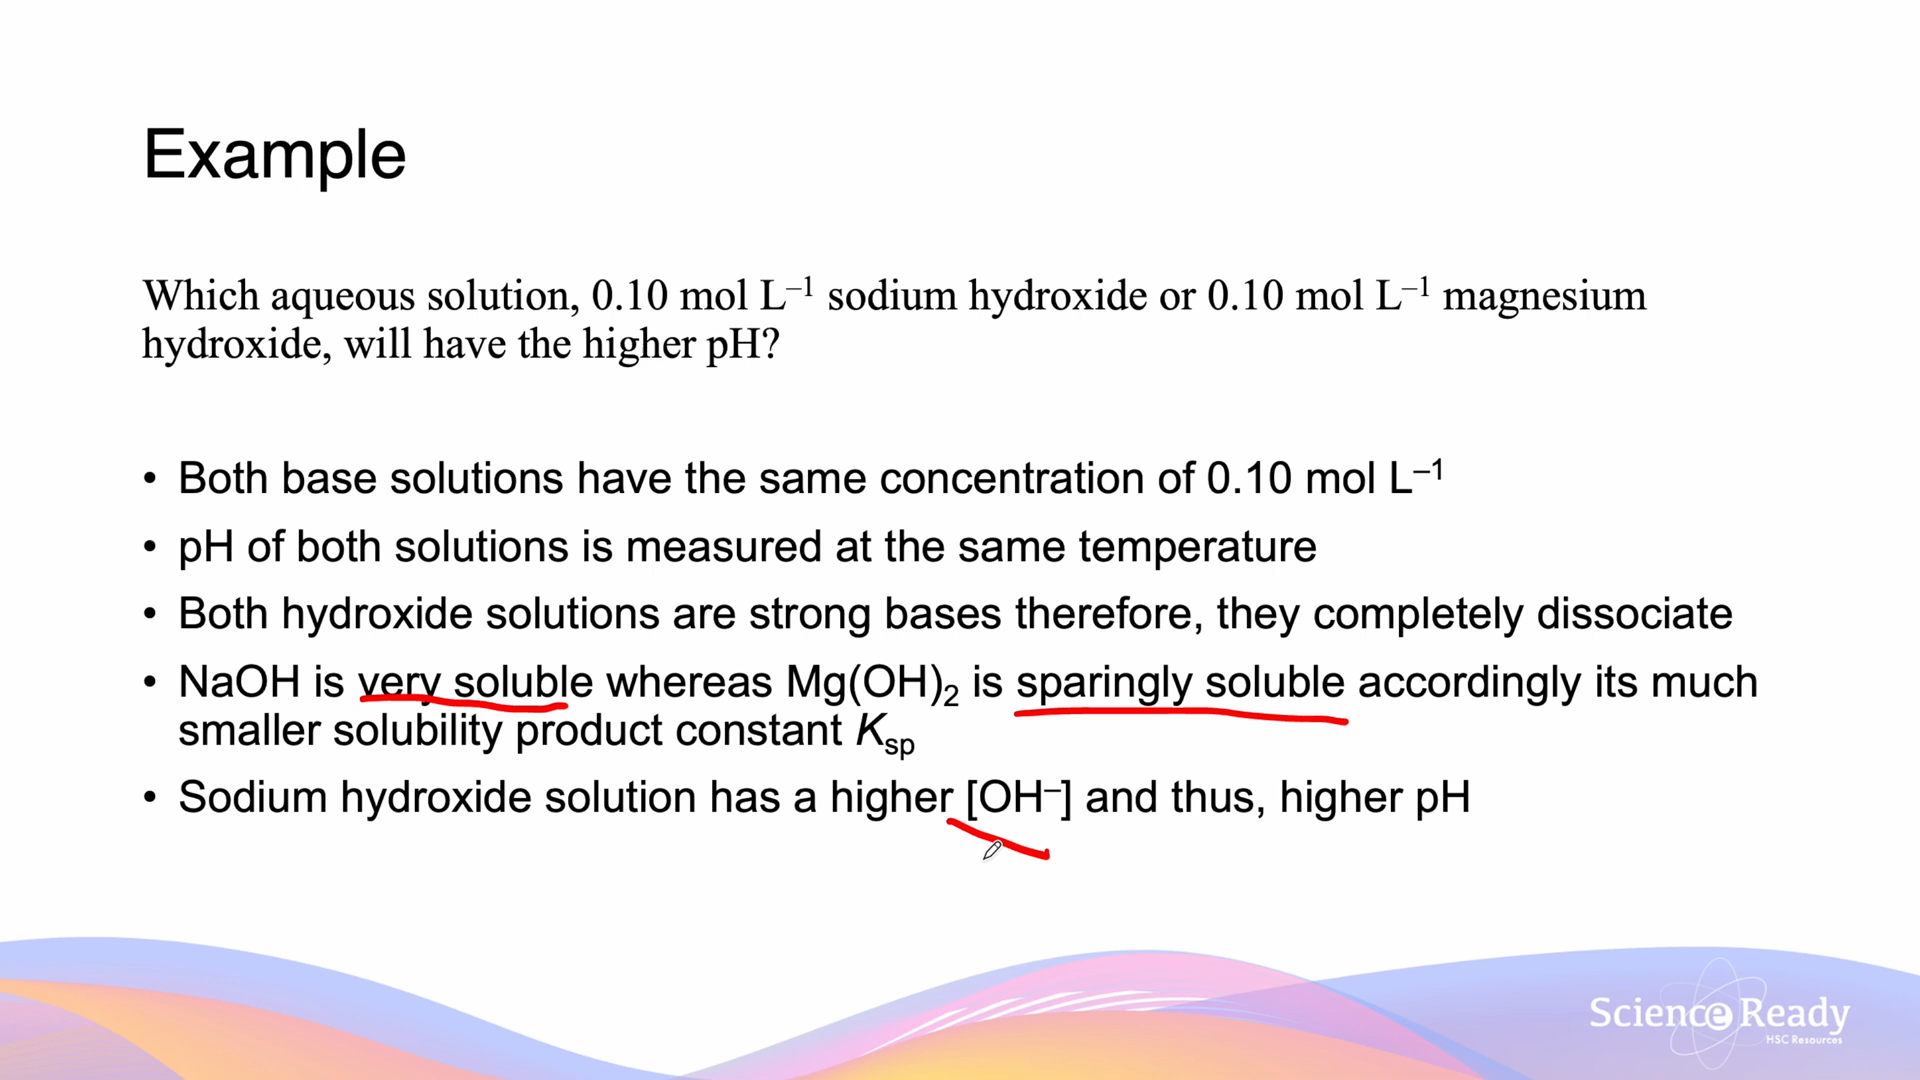 Example
Which aqueous solution, 0.10 mol L⁻¹ sodium hydroxide or 0.10 mol L⁻¹ magnesium
hydroxide, will have the higher pH?
• Both base solutions have the same concentration of 0.10 mol L⁻¹
• pH of both solutions is measured at the same temperature
• Both hydroxide solutions are strong bases therefore, they completely dissociate
• NaOH is very soluble whereas Mg(OH)₂ is sparingly soluble accordingly its much
smaller solubility product constant Ksp
• Sodium hydroxide solution has a higher [OH⁻] and thus, higher pH
Science Ready
HSC Resources